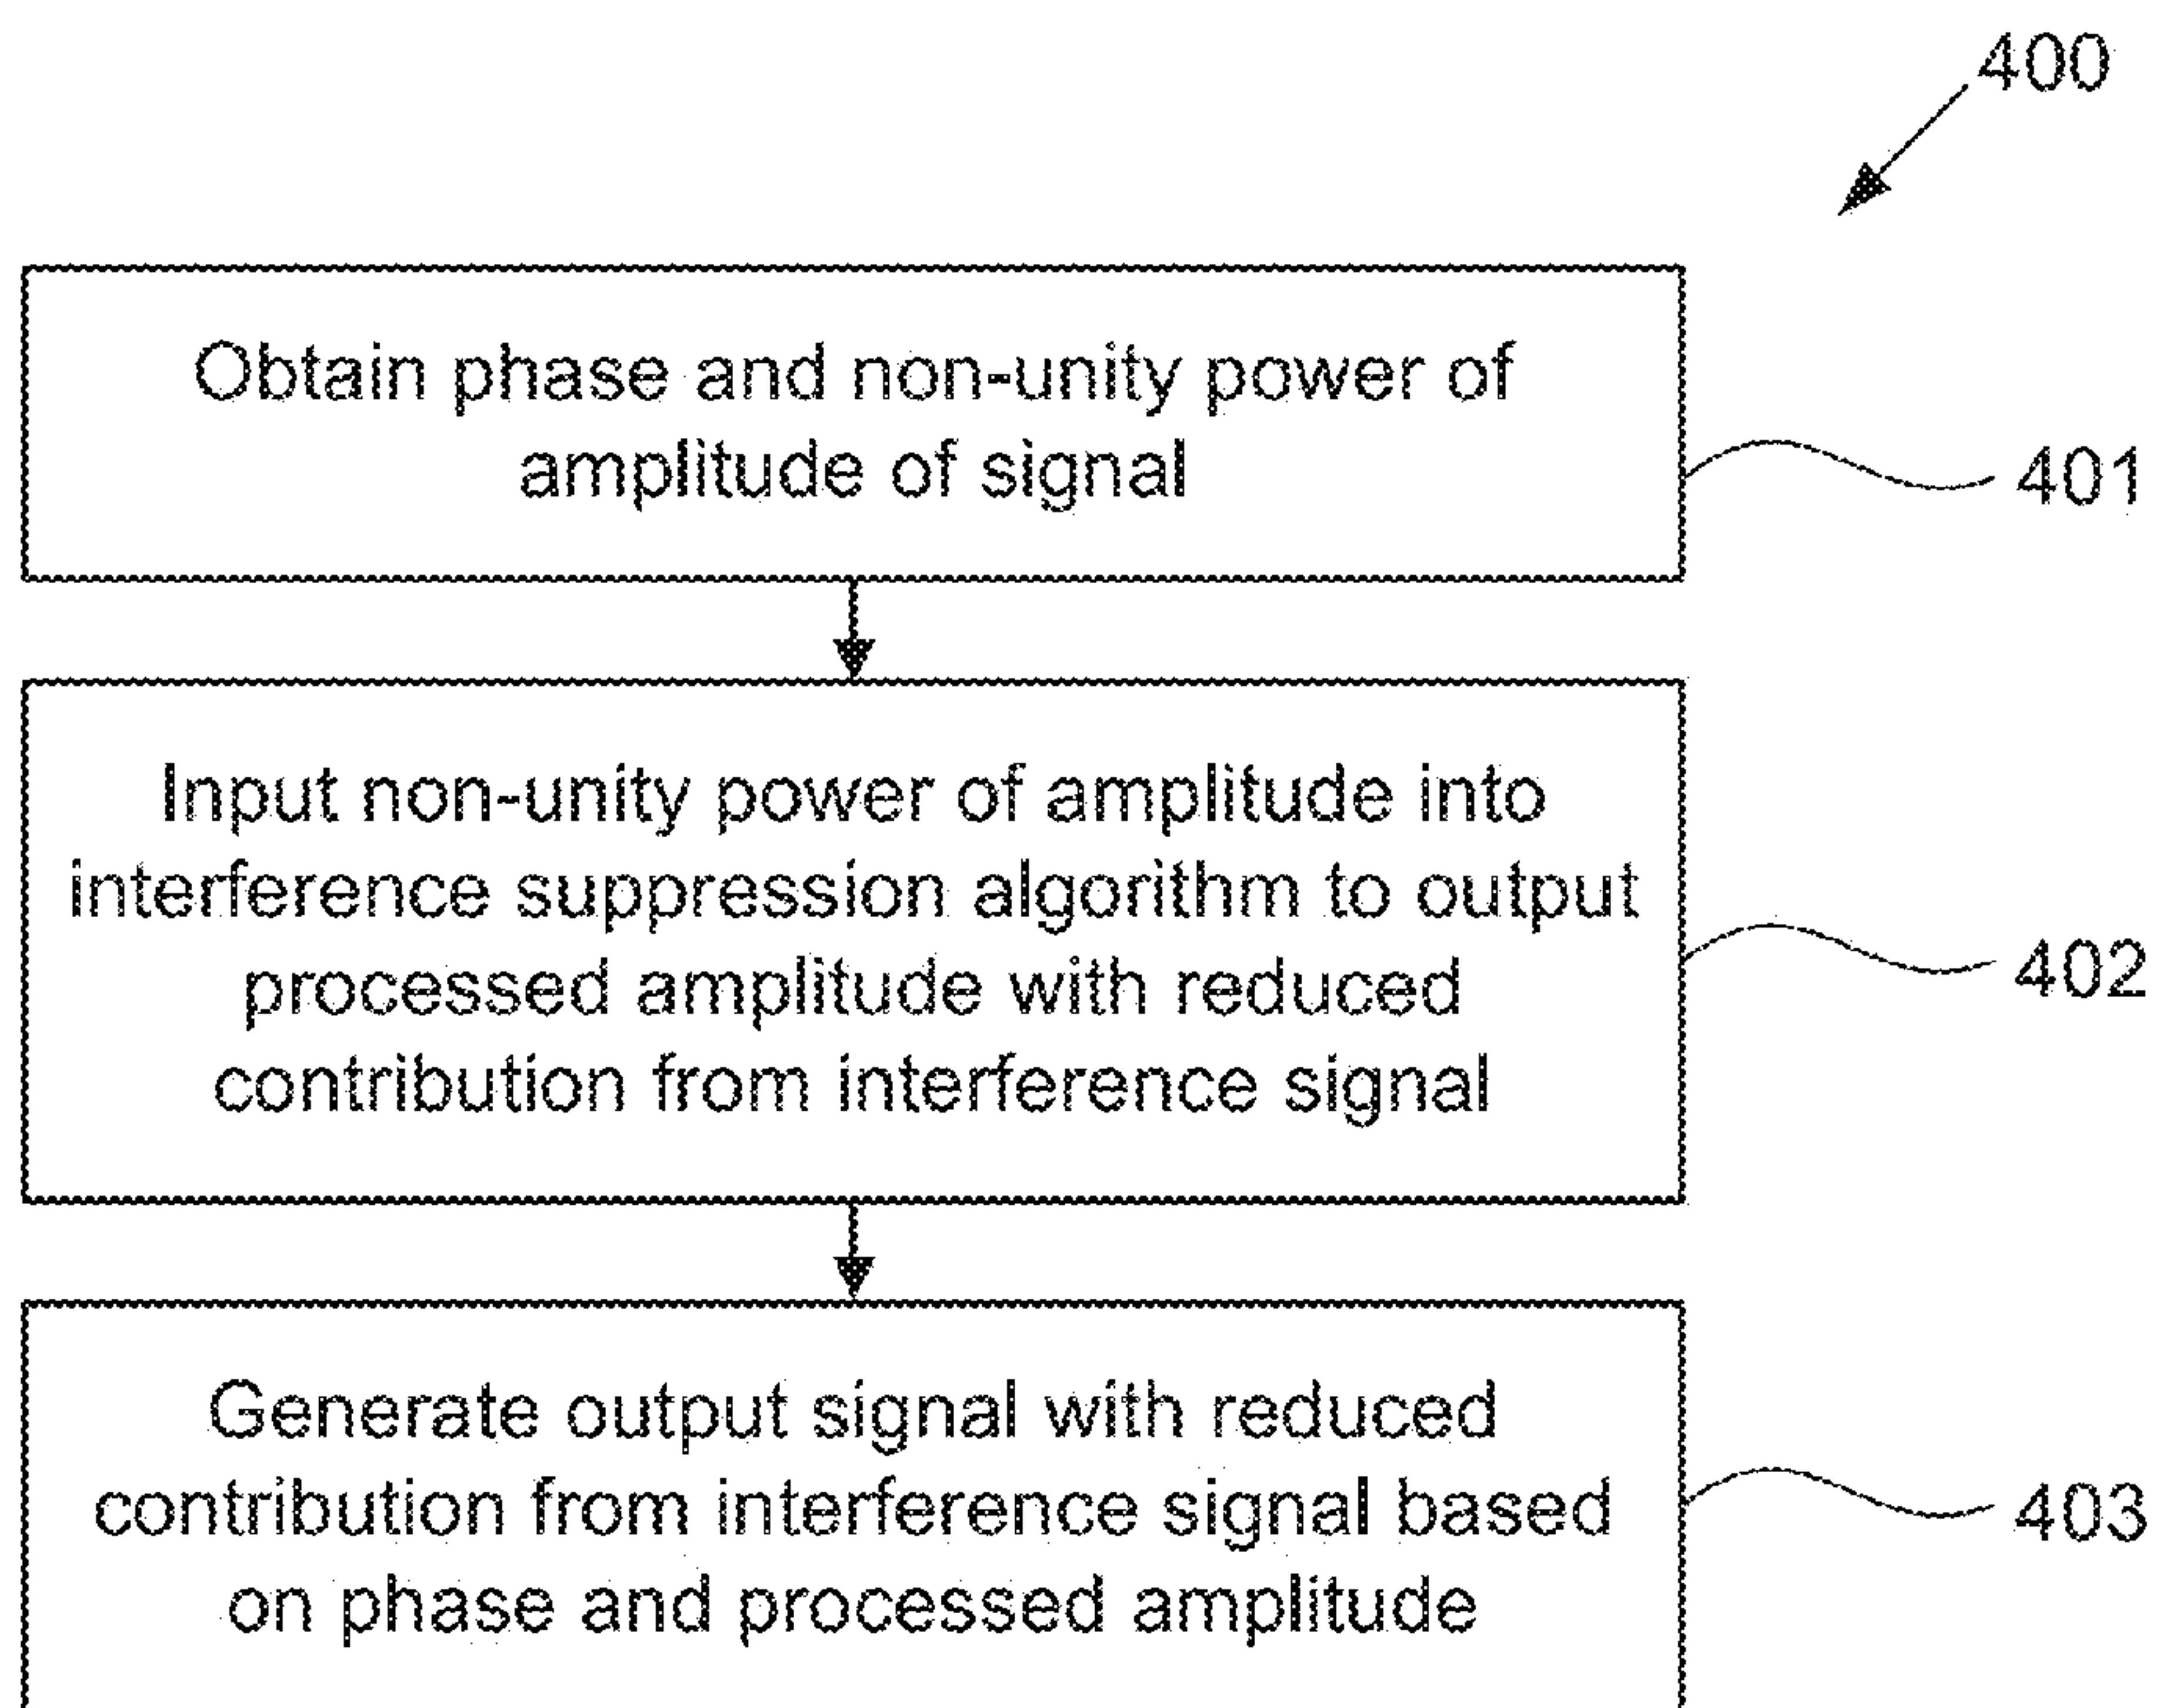 400
Obtain phase and non-unity power of
amplitude of signal
401
Input non-unity power of amplitude into
interference suppression algorithm to output
processed amplitude with reduced
contribution from interference signal
402
Generate output signal with reduced
contribution from interference signal based
on phase and processed amplitude
403